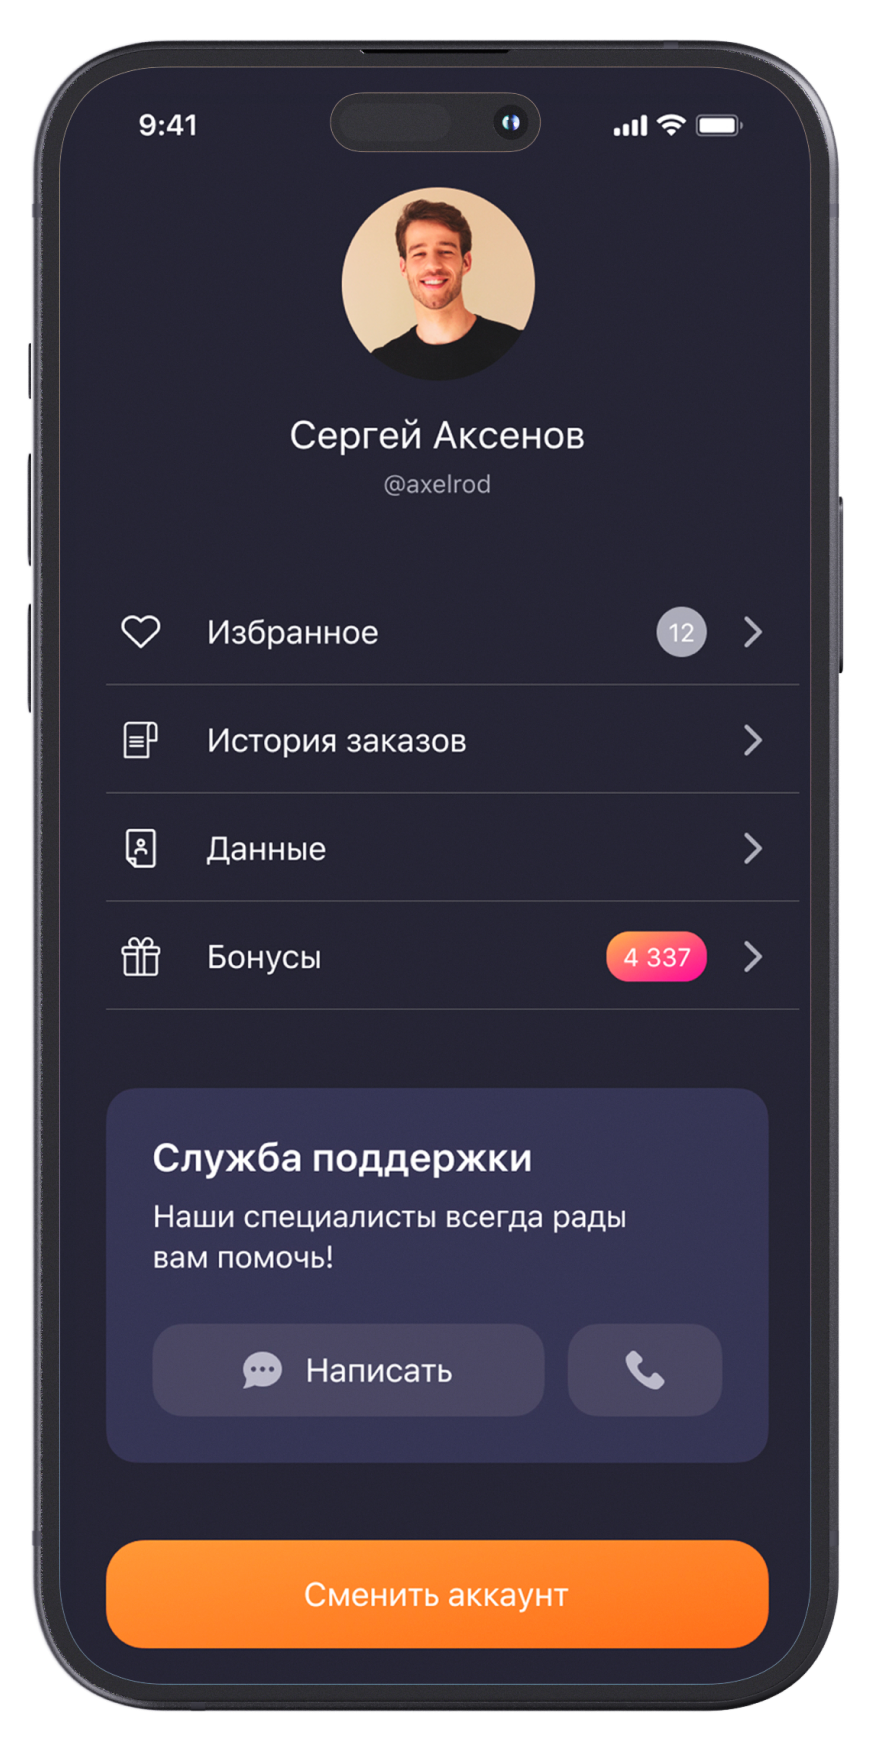 9:41
Сергей Аксенов
@axelrod
Избранное 12
История заказов
Данные
Бонусы 4 337
Служба поддержки
Наши специалисты всегда рады
вам помочь!
Написать
Сменить аккаунт